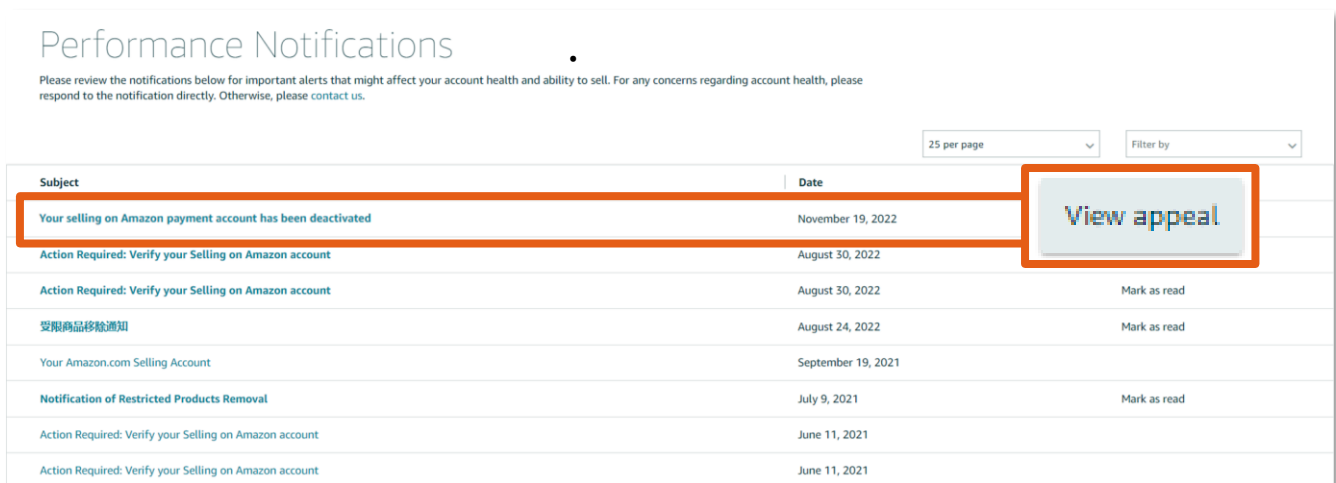 Performance Notifications
Please review the notifications below for important alerts that might affect your account health and ability to sell. For any concerns regarding account health, please
respond to the notification directly. Otherwise, please contact us.
25 per page Filter by
Subject Date
Your selling on Amazon payment account has been deactivated November 19, 2022 View appeal
Action Required: Verify your Selling on Amazon account August 30, 2022
Action Required: Verify your Selling on Amazon account August 30, 2022 Mark as read
受限商品移除通知 August 24, 2022 Mark as read
Your Amazon.com Selling Account September 19, 2021
Notification of Restricted Products Removal July 9, 2021 Mark as read
Action Required: Verify your Selling on Amazon account June 11, 2021
Action Required: Verify your Selling on Amazon account June 11, 2021